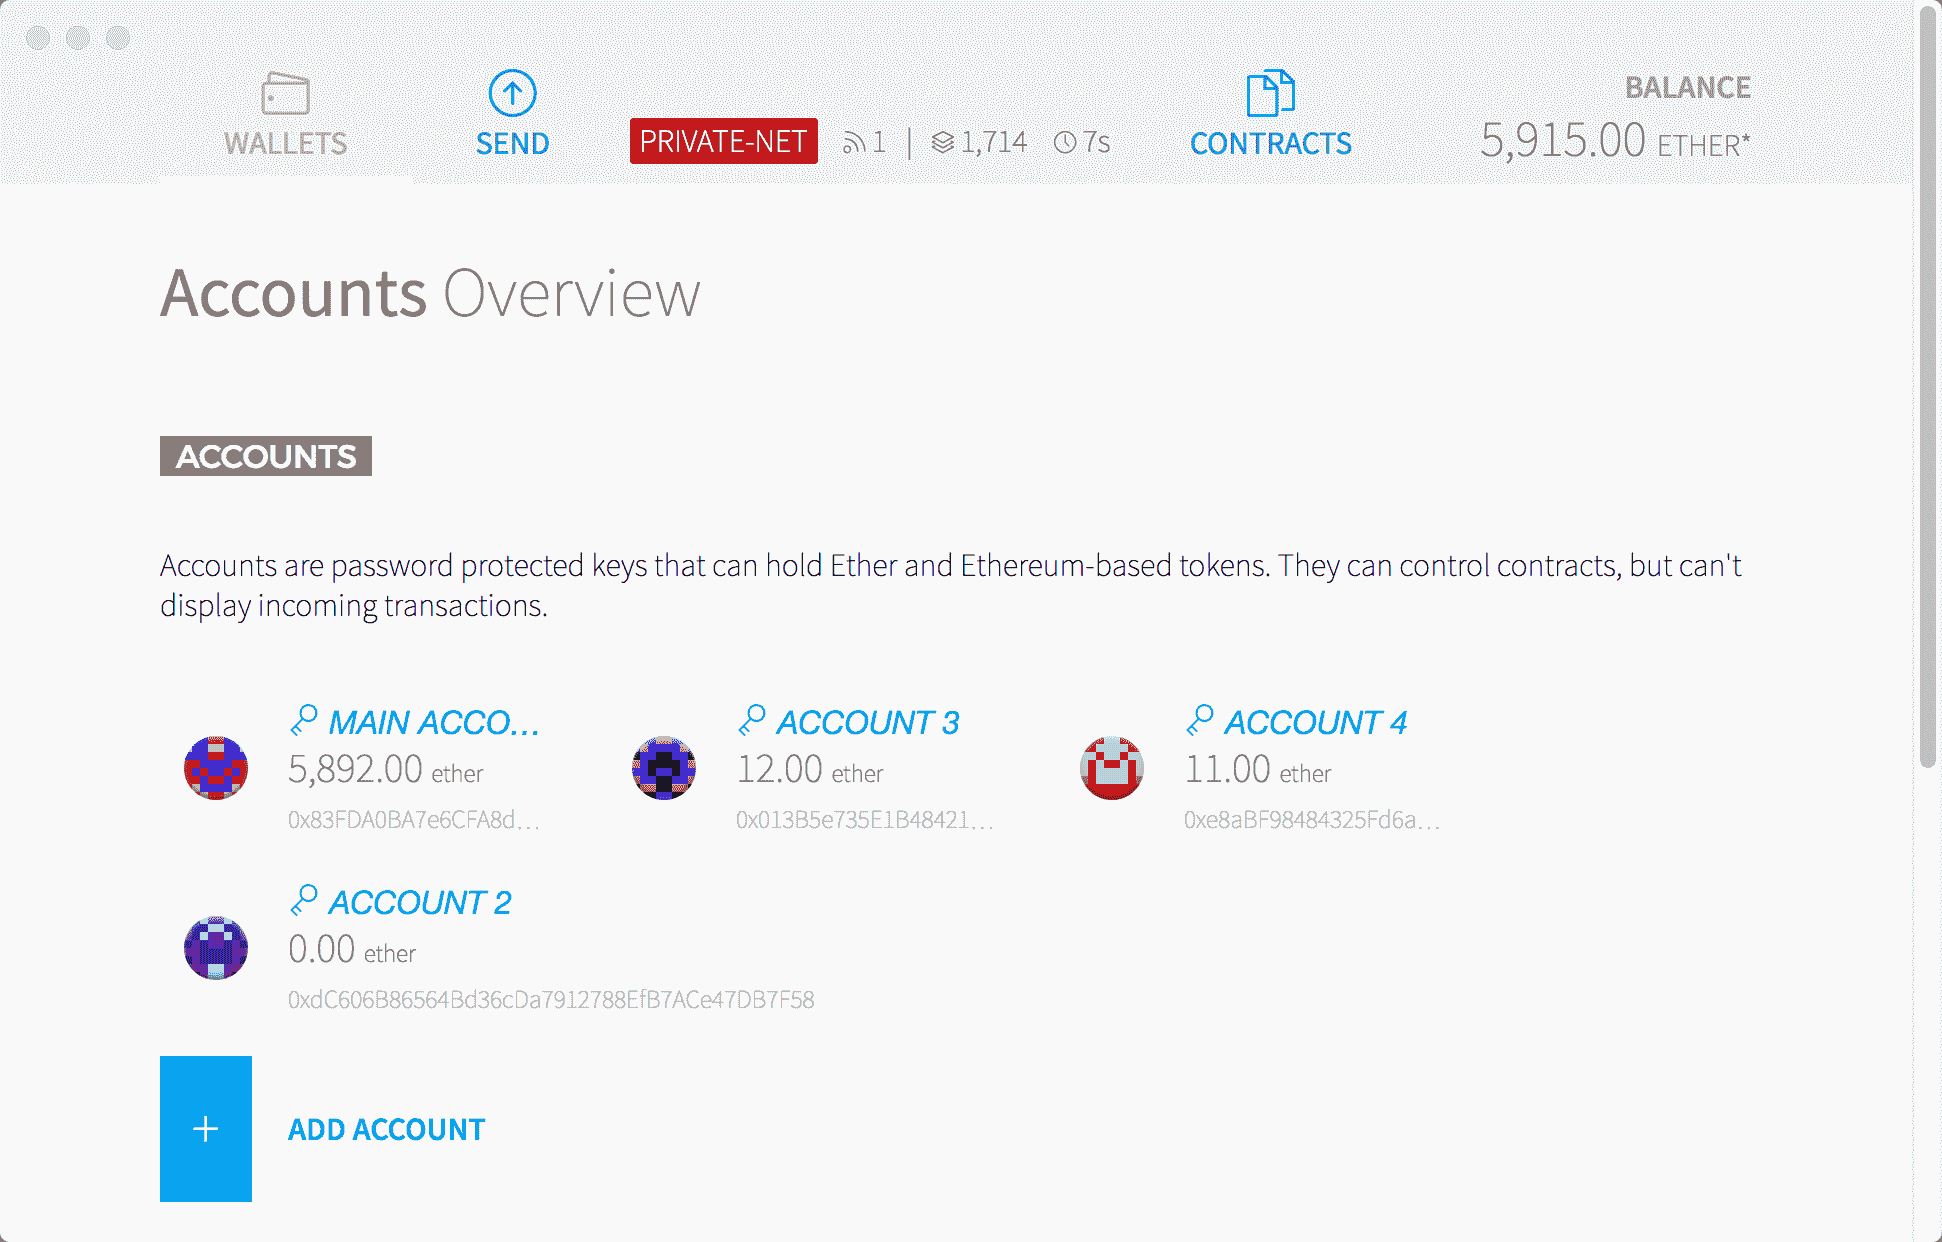 WALLETS
SEND
PRIVATE-NET 1 | 1,714 7s
CONTRACTS
BALANCE
5,915.00 ETHER*
Accounts Overview
ACCOUNTS
Accounts are password protected keys that can hold Ether and Ethereum-based tokens. They can control contracts, but can't
display incoming transactions.
MAIN ACCO...
5,892.00 ether
0x83FDA0BA7e6CFA8d...
ACCOUNT 3
12.00 ether
0x013B5e735E1B48421...
ACCOUNT 4
11.00 ether
0xe8aBF98484325Fd6a...
ACCOUNT 2
0.00 ether
0xdC606B86564Bd36cDa7912788EfB7ACe47DB7F58
+ ADD ACCOUNT